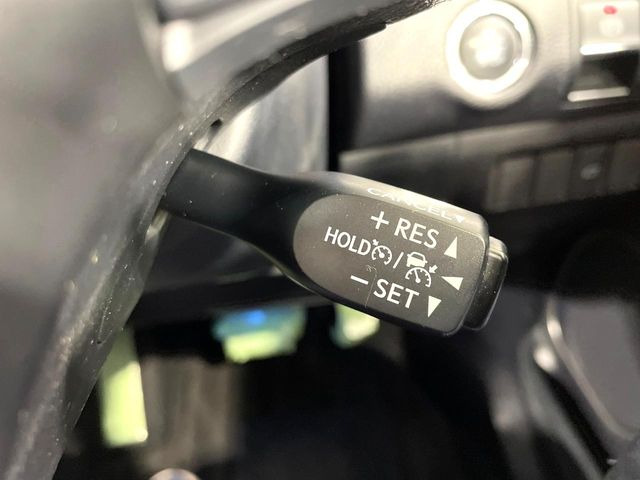 CANCEL
+ RES
HOLD /
− SET